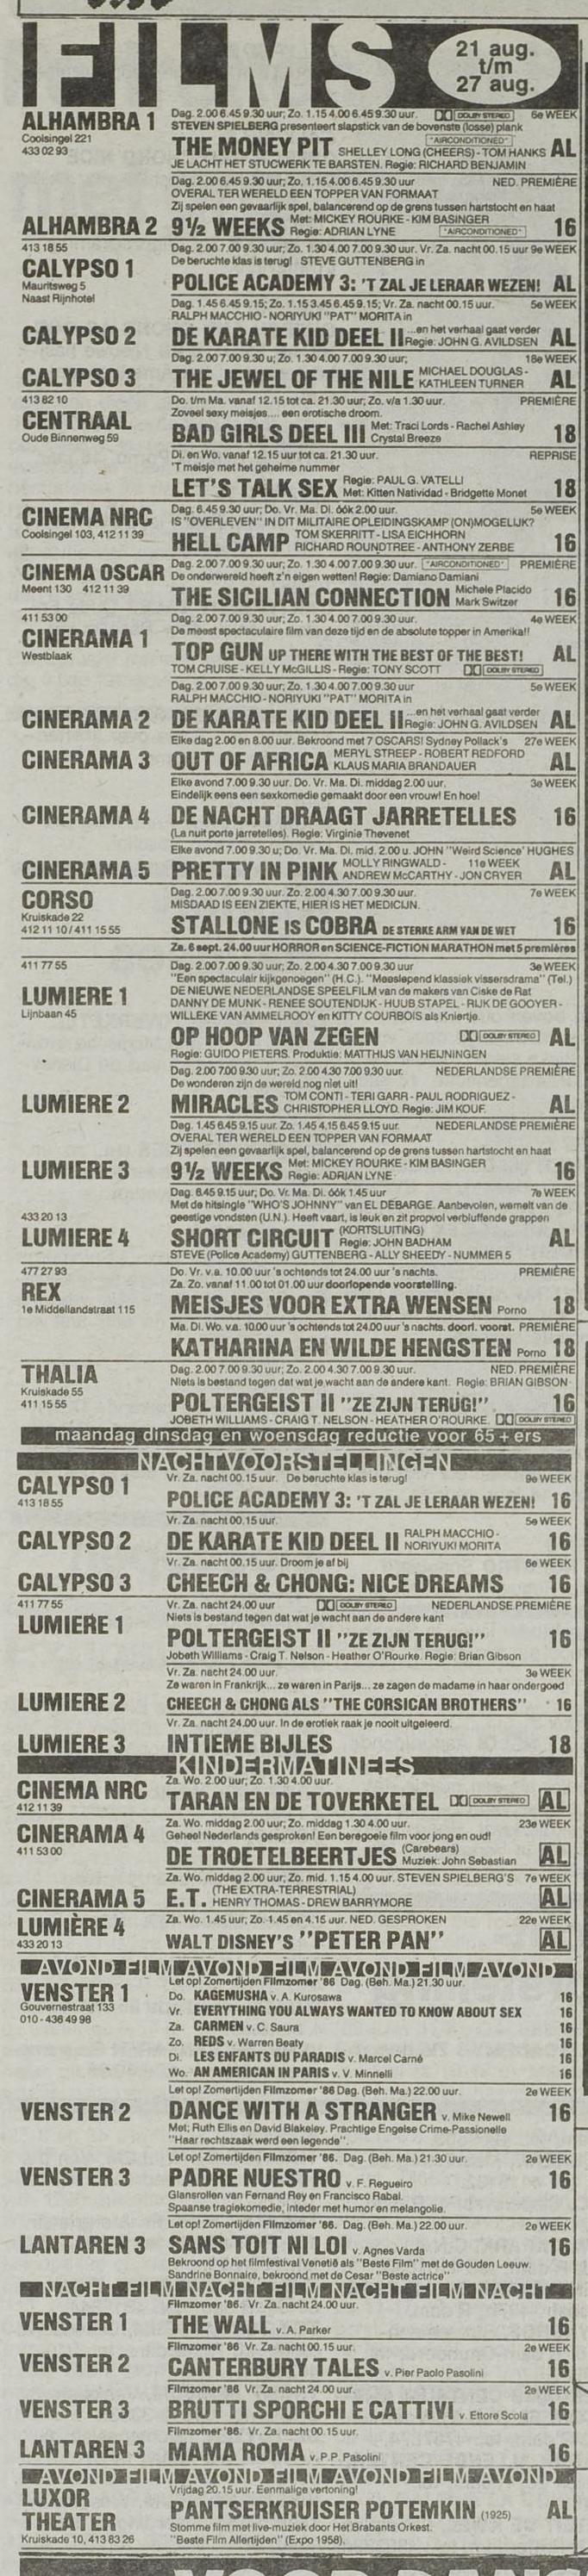 FILMS
21 aug.
t/m
27 aug.
ALHAMBRA 1
Coolsingel 221
433 02 93
Dag. 2.00 6.45 9.30 uur; Zo. 1.15 4.00 6.45 9.30 uur. DOLBY STEREO 6e WEEK
STEVEN SPIELBERG presenteert slapstick van de bovenste (losse) plank
"AIRCONDITIONED"
THE MONEY PIT SHELLEY LONG (CHEERS) - TOM HANKS AL
JE LACHT HET STUCWERK TE BARSTEN. Regie: RICHARD BENJAMIN
Dag. 2.00 6.45 9.30 uur; Zo. 1.15 4.00 6.45 9.30 uur NED. PREMIÈRE
OVERAL TER WERELD EEN TOPPER VAN FORMAAT
Zij spelen een gevaarlijk spel, balancerend op de grens tussen hartstocht en haat
ALHAMBRA 2 9½ WEEKS Met: MICKEY ROURKE - KIM BASINGER
Regie: ADRIAN LYNE "AIRCONDITIONED" 16
413 18 55
Dag. 2.00 7.00 9.30 uur; Zo. 1.30 4.00 7.00 9.30 uur. Vr. Za. nacht 00.15 uur 9e WEEK
De beruchte klas is terug! STEVE GUTTENBERG in
CALYPSO 1
Mauritsweg 5
Naast Rijnhotel
POLICE ACADEMY 3: 'T ZAL JE LERAAR WEZEN! AL
Dag. 1.45 6.45 9.15; Zo. 1.15 3.45 6.45 9.15; Vr. Za. nacht 00.15 uur. 5e WEEK
RALPH MACCHIO - NORIYUKI "PAT" MORITA in
CALYPSO 2 DE KARATE KID DEEL II ...en het verhaal gaat verder
Regie: JOHN G. AVILDSEN AL
Dag. 2.00 7.00 9.30 u; Zo. 1.30 4.00 7.00 9.30 uur; 18e WEEK
CALYPSO 3 THE JEWEL OF THE NILE MICHAEL DOUGLAS -
KATHLEEN TURNER AL
413 82 10
CENTRAAL
Oude Binnenweg 59
Do. t/m Ma. vanaf 12.15 tot ca. 21.30 uur; Zo. v/a 1.30 uur. PREMIÈRE
Zoveel sexy meisjes.... een erotische droom.
BAD GIRLS DEEL III Met: Traci Lords - Rachel Ashley
Crystal Breeze 18
Di. en Wo. vanaf 12.15 uur tot ca. 21.30 uur. REPRISE
'T meisje met het geheime nummer
LET'S TALK SEX Regie: PAUL G. VATELLI
Met: Kitten Natividad - Bridgette Monet 18
CINEMA NRC
Coolsingel 103, 412 11 39
Dag. 6.45 9.30 uur; Do. Vr. Ma. Di. óók 2.00 uur. 5e WEEK
IS "OVERLEVEN" IN DIT MILITAIRE OPLEIDINGSKAMP (ON)MOGELIJK?
HELL CAMP TOM SKERRITT - LISA EICHHORN
RICHARD ROUNDTREE - ANTHONY ZERBE 16
CINEMA OSCAR
Meent 130 412 11 39
Dag. 2.00 7.00 9.30 uur; Zo. 1.30 4.00 7.00 9.30 uur. "AIRCONDITIONED" PREMIÈRE
De onderwereld heeft z'n eigen wetten! Regie: Damiano Damiani
THE SICILIAN CONNECTION Michele Placido
Mark Switzer 16
411 53 00
CINERAMA 1
Westblaak
Dag. 2.00 7.00 9.30 uur; Zo. 1.30 4.00 7.00 9.30 uur. 4e WEEK
De meest spectaculaire film van deze tijd en de absolute topper in Amerika!!
TOP GUN UP THERE WITH THE BEST OF THE BEST! AL
TOM CRUISE - KELLY McGILLIS - Regie: TONY SCOTT DOLBY STEREO
Dag. 2.00 7.00 9.30 uur; Zo. 1.30 4.00 7.00 9.30 uur 5e WEEK
RALPH MACCHIO - NORIYUKI "PAT" MORITA in
CINERAMA 2 DE KARATE KID DEEL II ...en het verhaal gaat verder
Regie: JOHN G. AVILDSEN AL
Elke dag 2.00 en 8.00 uur. Bekroond met 7 OSCARS! Sydney Pollack's 27e WEEK
CINERAMA 3 OUT OF AFRICA MERYL STREEP - ROBERT REDFORD
KLAUS MARIA BRANDAUER AL
Elke avond 7.00 9.30 uur. Do. Vr. Ma. Di. middag 2.00 uur. 3e WEEK
Eindelijk eens een sexkomedie gemaakt door een vrouw! En hoe!
CINERAMA 4 DE NACHT DRAAGT JARRETELLES 16
(La nuit porte jarretelles). Regie: Virginie Thevenet
Elke avond 7.00 9.30 u; Do. Vr. Ma. Di. mid. 2.00 u. JOHN "Weird Science" HUGHES
CINERAMA 5 PRETTY IN PINK MOLLY RINGWALD - 11e WEEK
ANDREW McCARTHY - JON CRYER AL
CORSO
Kruiskade 22
412 11 10 / 411 15 55
Dag. 2.00 7.00 9.30 uur. Zo. 2.00 4.30 7.00 9.30 uur. 7e WEEK
MISDAAD IS EEN ZIEKTE, HIER IS HET MEDICIJN.
STALLONE IS COBRA DE STERKE ARM VAN DE WET 16
Za. 6 sept. 24.00 uur HORROR en SCIENCE-FICTION MARATHON met 5 premières
411 77 55
LUMIERE 1
Lijnbaan 45
Dag. 2.00 7.00 9.30 uur; Zo. 2.00 4.30 7.00 9.30 uur 3e WEEK
"Een spectaculair kijkgenoegen" (H.C.). "Meeslepend klassiek vissersdrama" (Tel.)
DE NIEUWE NEDERLANDSE SPEELFILM van de makers van Ciske de Rat
DANNY DE MUNK - RENEE SOUTENDIJK - HUUB STAPEL - RIJK DE GOOYER -
WILLEKE VAN AMMELROOY en KITTY COURBOIS als Kniertje.
OP HOOP VAN ZEGEN DOLBY STEREO AL
Regie: GUIDO PIETERS. Produktie: MATTHIJS VAN HEIJNINGEN
Dag. 2.00 7.00 9.30 uur; Zo. 2.00 4.30 7.00 9.30 uur. NEDERLANDSE PREMIÈRE
De wonderen zijn de wereld nog niet uit!
LUMIERE 2 MIRACLES TOM CONTI - TERI GARR - PAUL RODRIGUEZ -
CHRISTOPHER LLOYD. Regie: JIM KOUF. AL
Dag. 1.45 6.45 9.15 uur. Zo. 1.45 4.15 6.45 9.15 uur. NEDERLANDSE PREMIÈRE
OVERAL TER WERELD EEN TOPPER VAN FORMAAT
Zij spelen een gevaarlijk spel, balancerend op de grens tussen hartstocht en haat
LUMIERE 3 9½ WEEKS Met: MICKEY ROURKE - KIM BASINGER
Regie: ADRIAN LYNE 16
Dag. 6.45 9.15 uur; Do. Vr. Ma. Di. óók 1.45 uur 7e WEEK
Met de hitsingle "WHO'S JOHNNY" van EL DEBARGE. Aanbevolen, wemelt van de
geestige vondsten (U.N.). Heeft vaart, is leuk en zit propvol verbluffende grappen
433 20 13
LUMIERE 4 SHORT CIRCUIT (KORTSLUITING)
Regie: JOHN BADHAM AL
STEVE (Police Academy) GUTTENBERG - ALLY SHEEDY - NUMMER 5
477 27 93
REX
1e Middellandstraat 115
Do. Vr. v.a. 10.00 uur 's ochtends tot 24.00 uur 's nachts. PREMIÈRE
Za. Zo. vanaf 11.00 tot 01.00 uur doorlopende voorstelling.
MEISJES VOOR EXTRA WENSEN Porno 18
Ma. Di. Wo. v.a. 10.00 uur 's ochtends tot 24.00 uur 's nachts. doorl. voorst. PREMIÈRE
KATHARINA EN WILDE HENGSTEN Porno 18
THALIA
Kruiskade 55
411 15 55
Dag. 2.00 7.00 9.30 uur; Zo. 2.00 4.30 7.00 9.30 uur. NED. PREMIÈRE
Niets is bestand tegen dat wat je wacht aan de andere kant. Regie: BRIAN GIBSON
POLTERGEIST II "ZE ZIJN TERUG!" 16
JOBETH WILLIAMS - CRAIG T. NELSON - HEATHER O'ROURKE. DOLBY STEREO
maandag dinsdag en woensdag reductie voor 65 + ers
NACHTVOORSTELLINGEN
CALYPSO 1
413 18 55
Vr. Za. nacht 00.15 uur. De beruchte klas is terug! 9e WEEK
POLICE ACADEMY 3: 'T ZAL JE LERAAR WEZEN! 16
Vr. Za. nacht 00.15 uur. 5e WEEK
CALYPSO 2 DE KARATE KID DEEL II RALPH MACCHIO -
NORIYUKI MORITA 16
Vr. Za. nacht 00.15 uur. Droom je af bij 6e WEEK
CALYPSO 3 CHEECH & CHONG: NICE DREAMS 16
411 77 55
LUMIERE 1
Vr. Za. nacht 24.00 uur DOLBY STEREO NEDERLANDSE PREMIÈRE
Niets is bestand tegen dat wat je wacht aan de andere kant
POLTERGEIST II "ZE ZIJN TERUG!" 16
Jobeth Williams - Craig T. Nelson - Heather O'Rourke. Regie: Brian Gibson
Vr. Za. nacht 24.00 uur. 3e WEEK
Ze waren in Frankrijk... ze waren in Parijs... ze zagen de madame in haar ondergoed
LUMIERE 2 CHEECH & CHONG ALS "THE CORSICAN BROTHERS" 16
Vr. Za. nacht 24.00 uur. In de erotiek raak je nooit uitgeleerd.
LUMIERE 3 INTIEME BIJLES 18
KINDERMATINEES
CINEMA NRC
412 11 39
Za. Wo. 2.00 uur; Zo. 1.30 4.00 uur.
TARAN EN DE TOVERKETEL DOLBY STEREO AL
CINERAMA 4
411 53 00
Za. Wo. middag 2.00 uur; Zo. middag 1.30 4.00 uur. 23e WEEK
Geheel Nederlands gesproken! Een beregoeie film voor jong en oud!
DE TROETELBEERTJES (Carebears)
Muziek: John Sebastian AL
Za. Wo. middag 2.00 uur; Zo. mid. 1.15 4.00 uur. STEVEN SPIELBERG'S 7e WEEK
CINERAMA 5 E.T. (THE EXTRA-TERRESTRIAL)
HENRY THOMAS - DREW BARRYMORE AL
LUMIÈRE 4
433 20 13
Za. Wo. 1.45 uur; Zo. 1.45 en 4.15 uur. NED. GESPROKEN 22e WEEK
WALT DISNEY'S "PETER PAN" AL
AVOND FILM AVOND FILM AVOND FILM AVOND
VENSTER 1
Gouvernestraat 133
010 - 436 49 98
Let op! Zomertijden Filmzomer '86 Dag. (Beh. Ma.) 21.30 uur.
Do. KAGEMUSHA v. A. Kurosawa 16
Vr. EVERYTHING YOU ALWAYS WANTED TO KNOW ABOUT SEX 16
Za. CARMEN v. C. Saura 16
Zo. REDS v. Warren Beaty 16
Di. LES ENFANTS DU PARADIS v. Marcel Carné 16
Wo. AN AMERICAN IN PARIS v. V. Minnelli 16
Let op! Zomertijden Filmzomer '86 Dag. (Beh. Ma.) 22.00 uur. 2e WEEK
VENSTER 2 DANCE WITH A STRANGER v. Mike Newell 16
Met; Ruth Ellis en David Blakeley. Prachtige Engelse Crime-Passionelle
"Haar rechtszaak werd een legende".
Let op! Zomertijden Filmzomer '86. Dag. (Beh. Ma.) 21.30 uur. 2e WEEK
VENSTER 3 PADRE NUESTRO v. F. Regueiro 16
Glansrollen van Fernand Rey en Francisco Rabal.
Spaanse tragiekomedie, inteder met humor en melangolie.
Let op! Zomertijden Filmzomer '86. Dag. (Beh. Ma.) 22.00 uur. 2e WEEK
LANTAREN 3 SANS TOIT NI LOI v. Agnes Varda 16
Bekroond op het filmfestival Venetië als "Beste Film" met de Gouden Leeuw.
Sandrine Bonnaire, bekroond met de Cesar "Beste actrice"
NACHT FILM NACHT FILM NACHT FILM NACHT
Filmzomer '86. Vr. Za. nacht 24.00 uur.
VENSTER 1 THE WALL v. A. Parker 16
Filmzomer '86 Vr. Za. nacht 00.15 uur. 2e WEEK
VENSTER 2 CANTERBURY TALES v. Pier Paolo Pasolini 16
Filmzomer '86 Vr. Za. nacht 24.00 uur. 2e WEEK
VENSTER 3 BRUTTI SPORCHI E CATTIVI v. Ettore Scola 16
Filmzomer '86. Vr. Za. nacht 00.15 uur.
LANTAREN 3 MAMA ROMA v. P.P. Pasolini 16
AVOND FILM AVOND FILM AVOND FILM AVOND
LUXOR
THEATER
Kruiskade 10, 413 83 26
Vrijdag 20.15 uur. Eenmalige vertoning!
PANTSERKRUISER POTEMKIN (1925) AL
Stomme film met live-muziek door Het Brabants Orkest.
"Beste Film Allertijden" (Expo 1958).